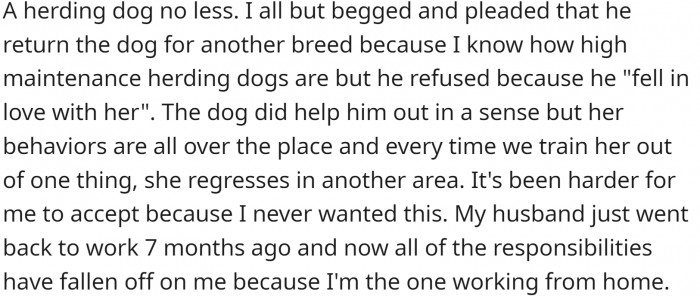 A herding dog no less. I all but begged and pleaded that he
return the dog for another breed because I know how high
maintenance herding dogs are but he refused because he "fell in
love with her". The dog did help him out in a sense but her
behaviors are all over the place and every time we train her out
of one thing, she regresses in another area. It's been harder for
me to accept because I never wanted this. My husband just went
back to work 7 months ago and now all of the responsibilities
have fallen off on me because I'm the one working from home.